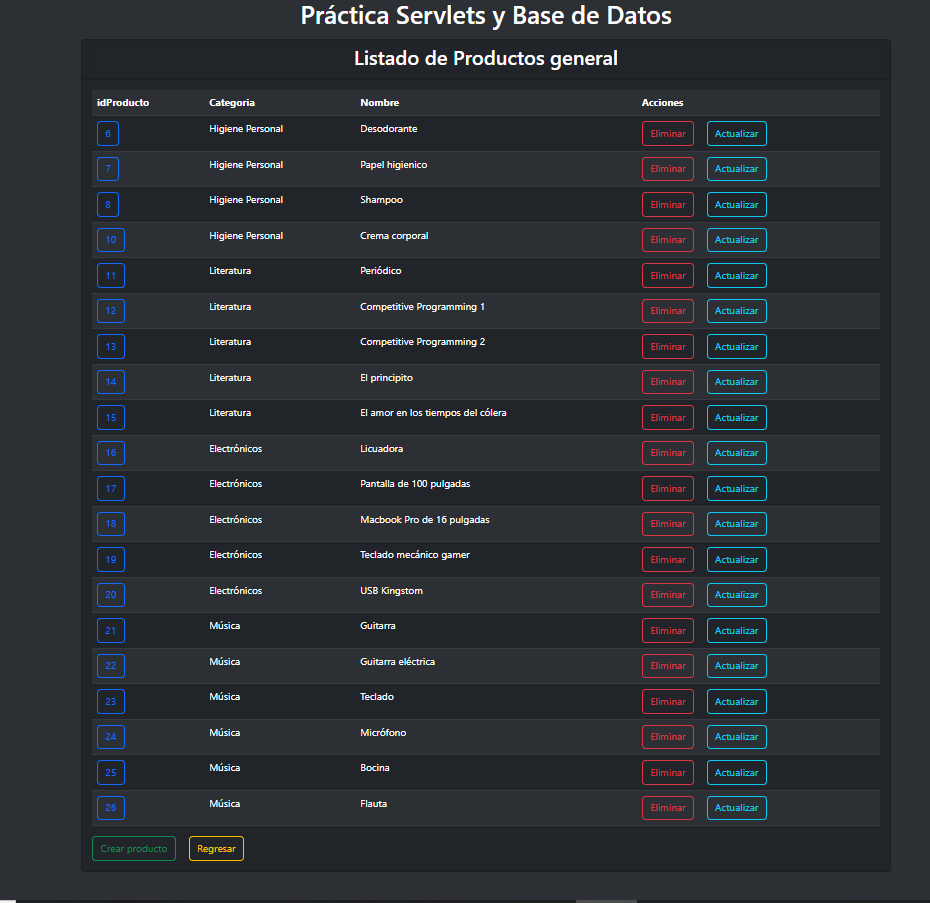 Práctica Servlets y Base de Datos
Listado de Productos general
idProducto Categoria Nombre Acciones
6 Higiene Personal Desodorante Eliminar Actualizar
7 Higiene Personal Papel higienico Eliminar Actualizar
8 Higiene Personal Shampoo Eliminar Actualizar
10 Higiene Personal Crema corporal Eliminar Actualizar
11 Literatura Periódico Eliminar Actualizar
12 Literatura Competitive Programming 1 Eliminar Actualizar
13 Literatura Competitive Programming 2 Eliminar Actualizar
14 Literatura El principito Eliminar Actualizar
15 Literatura El amor en los tiempos del cólera Eliminar Actualizar
16 Electrónicos Licuadora Eliminar Actualizar
17 Electrónicos Pantalla de 100 pulgadas Eliminar Actualizar
18 Electrónicos Macbook Pro de 16 pulgadas Eliminar Actualizar
19 Electrónicos Teclado mecánico gamer Eliminar Actualizar
20 Electrónicos USB Kingstom Eliminar Actualizar
21 Música Guitarra Eliminar Actualizar
22 Música Guitarra eléctrica Eliminar Actualizar
23 Música Teclado Eliminar Actualizar
24 Música Micrófono Eliminar Actualizar
25 Música Bocina Eliminar Actualizar
26 Música Flauta Eliminar Actualizar
Crear producto Regresar